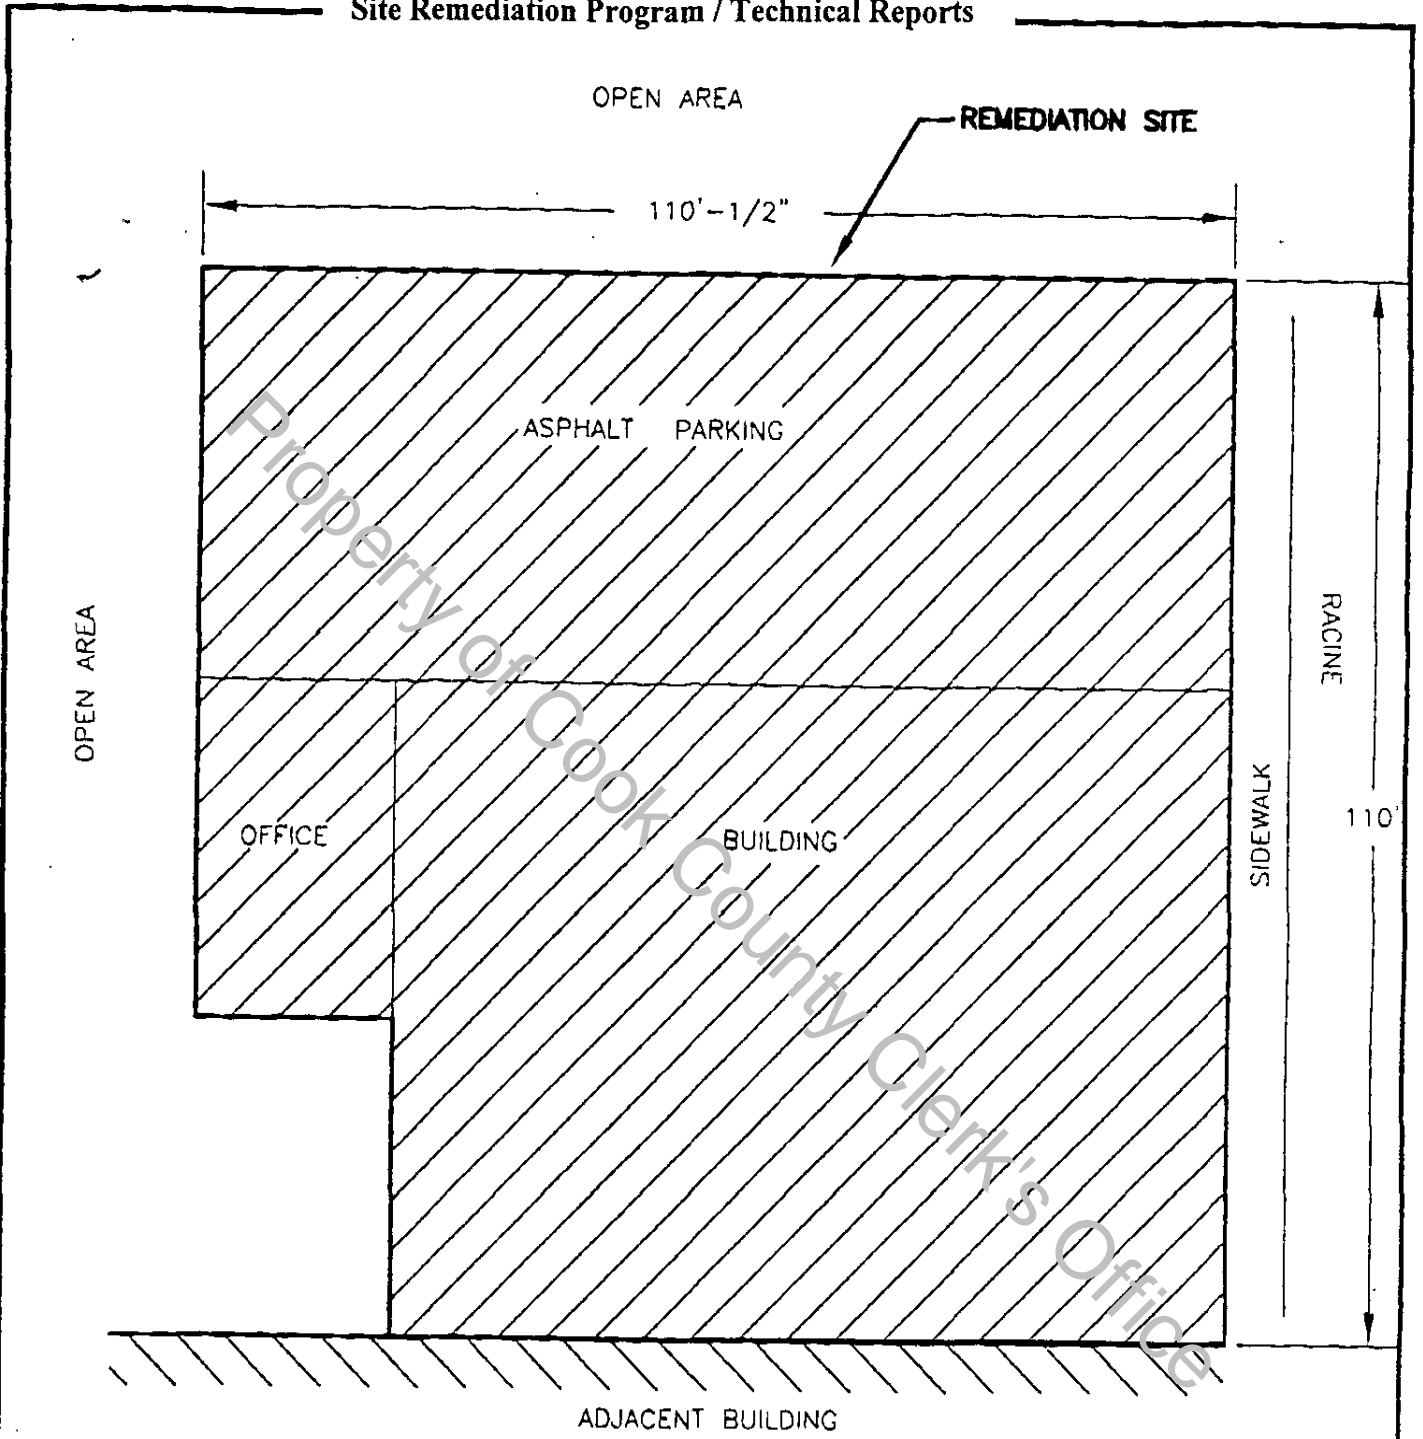 Site Remediation Program / Technical Reports
OPEN AREA
REMEDIATION SITE
110'-1/2"
ASPHALT PARKING
OPEN AREA
RACINE
OFFICE
BUILDING
SIDEWALK
110'
ADJACENT BUILDING
Property of Cook County Clerk's Office